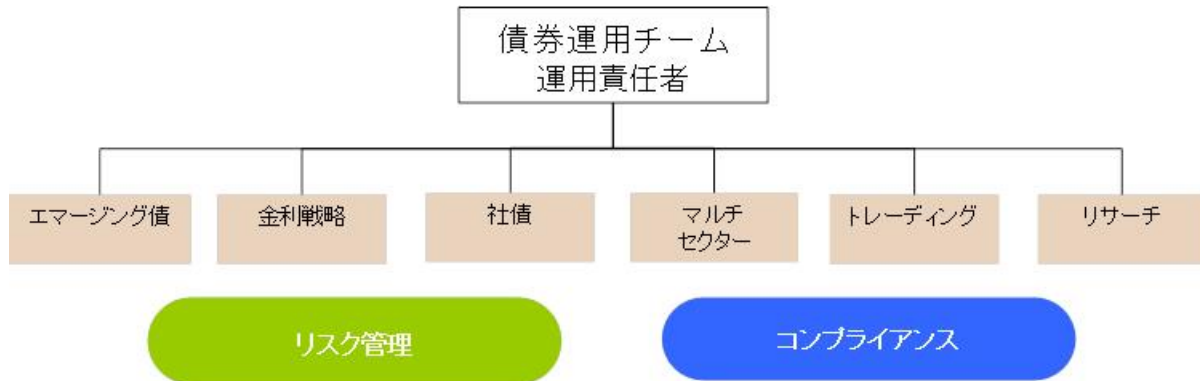 債券運用チーム
運用責任者
エマージング債
金利戦略
社債
マルチ
セクター
トレーディング
リサーチ
リスク管理
コンプライアンス